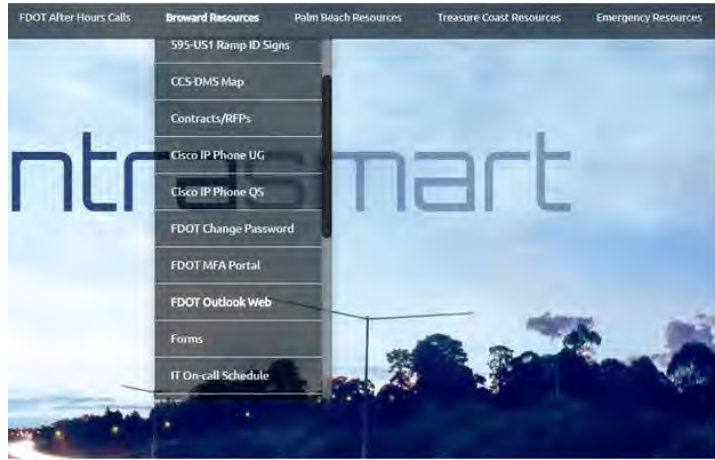 FDOT After Hours Calls
Broward Resources
Palm Beach Resources
Treasure Coast Resources
Emergency Resources
595-US1 Ramp ID Signs
CCS-DMS Map
Contracts/RFPs
ntrasmart
Cisco IP Phone UG
Cisco IP Phone QS
FDOT Change Password
FDOT MFA Portal
FDOT Outlook Web
Forms
IT On-call Schedule